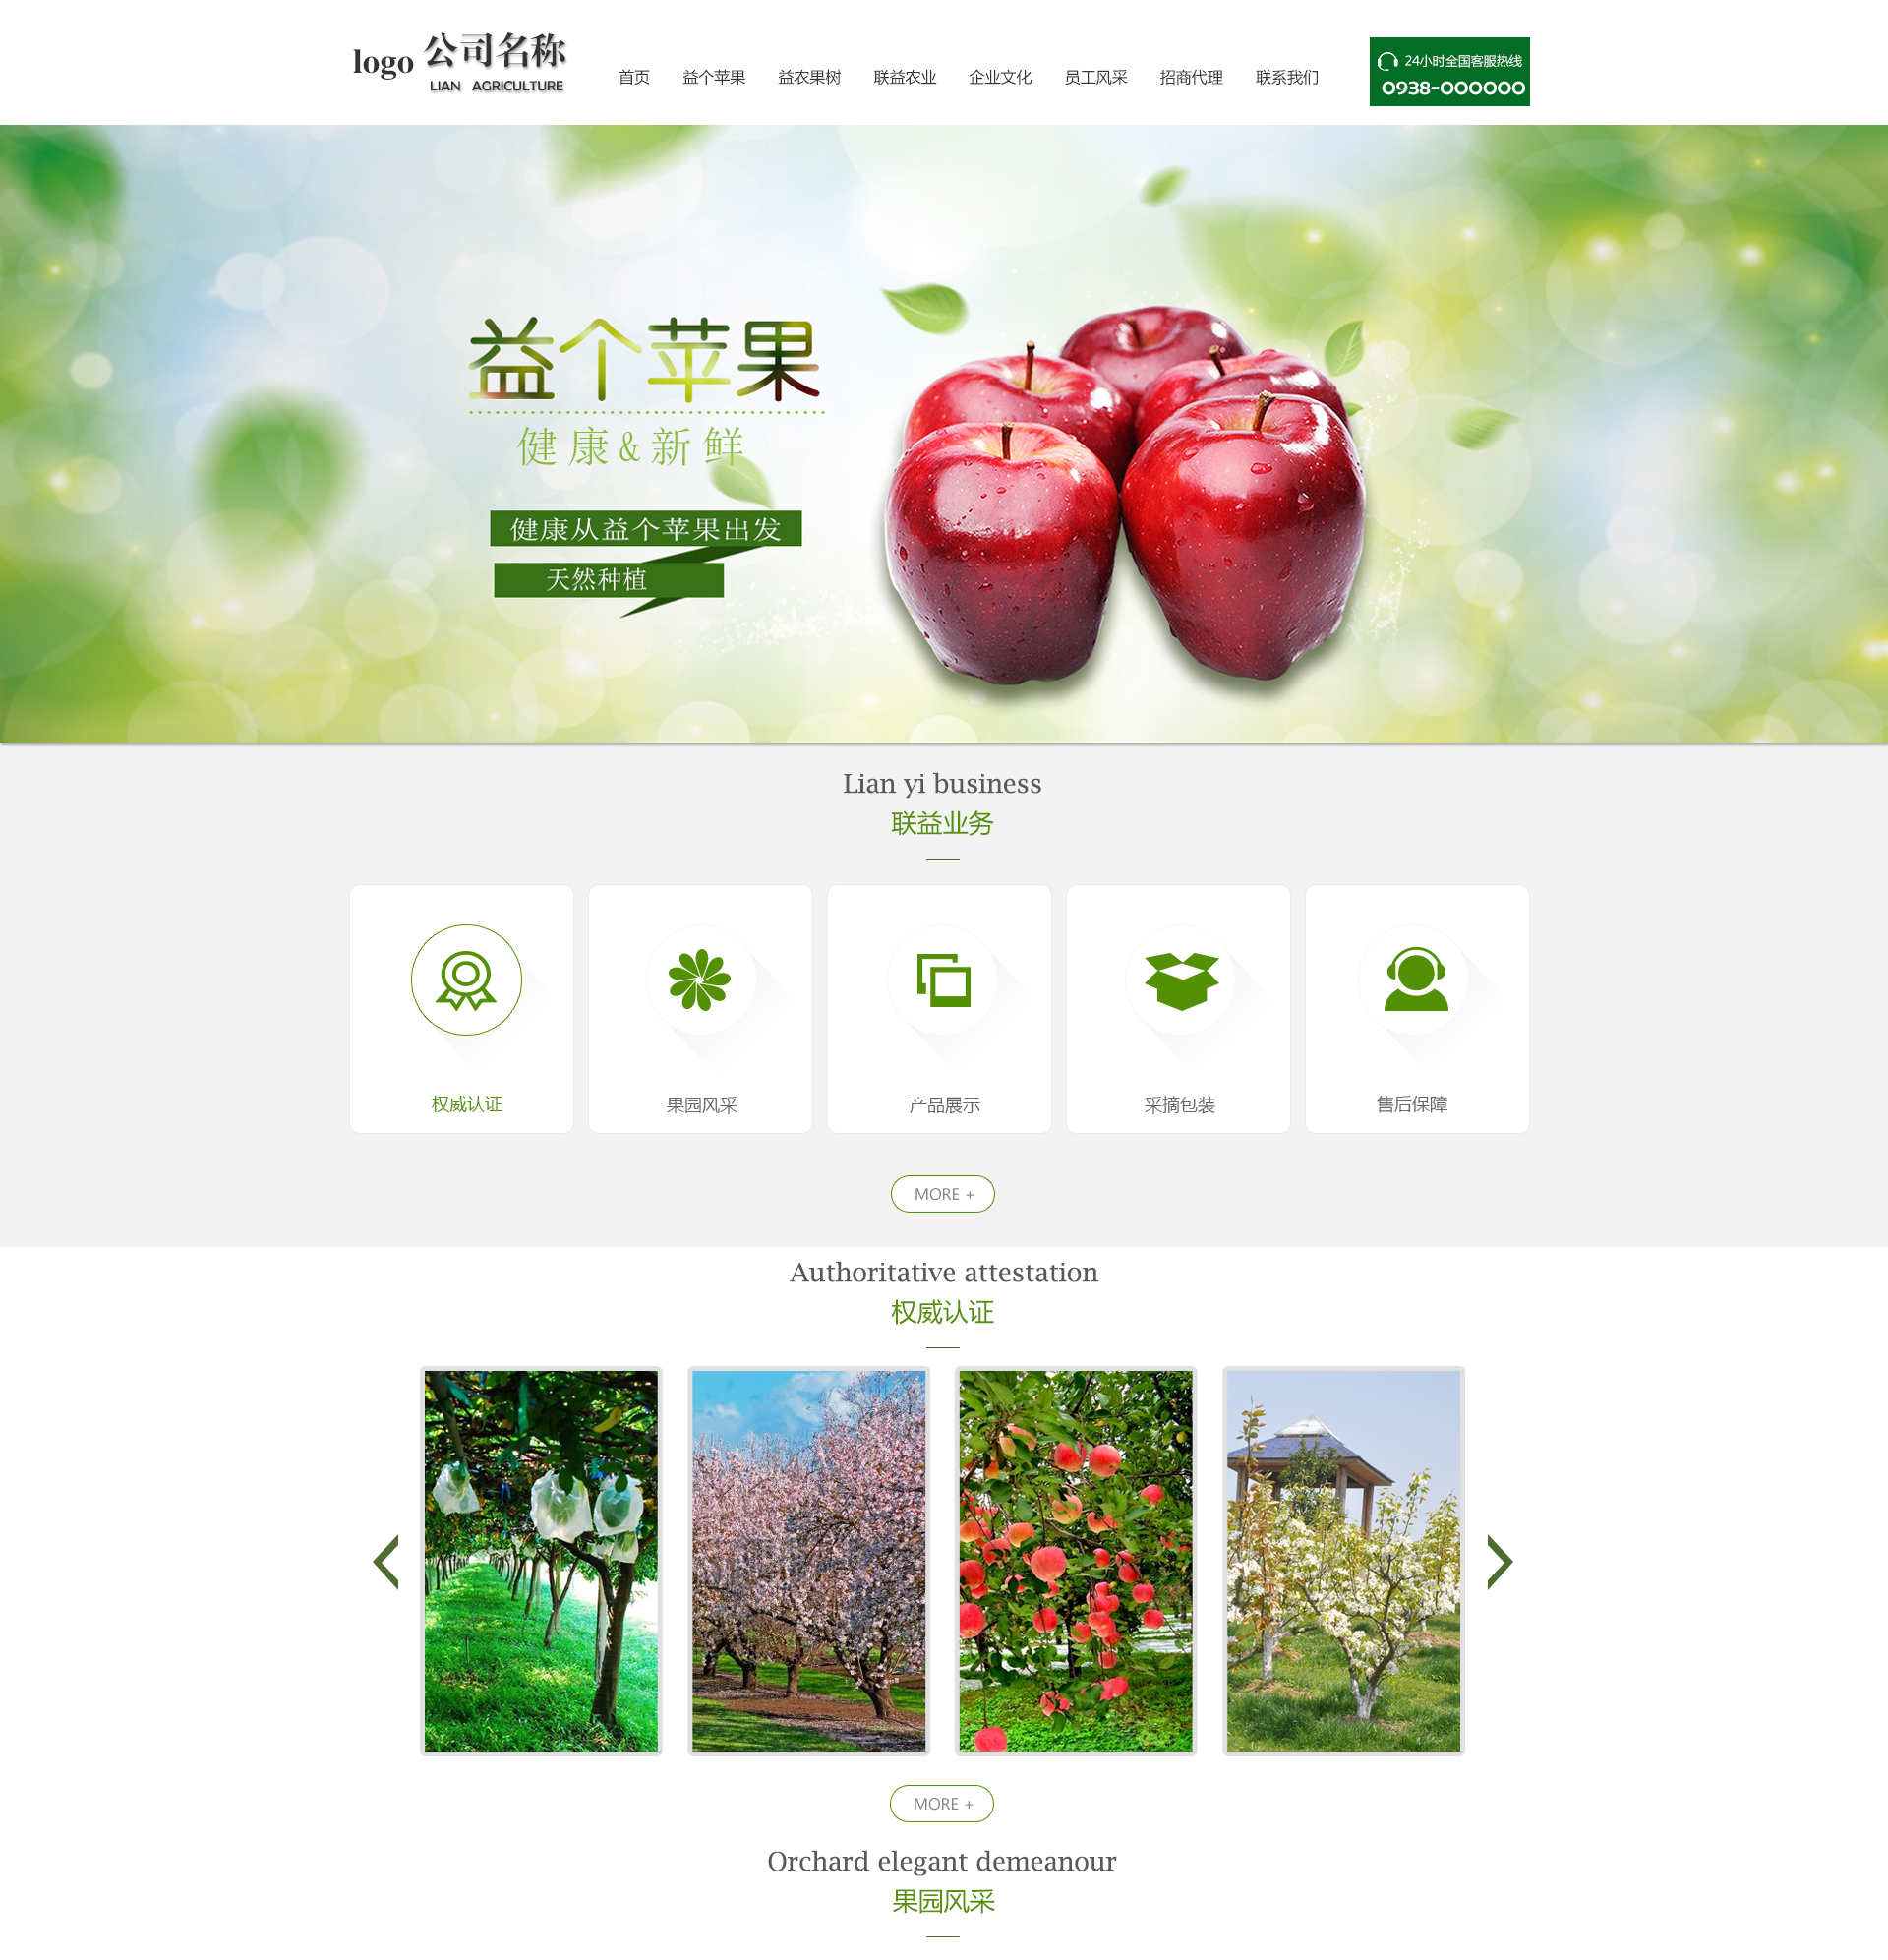 logo 公司名称
LIAN AGRICULTURE
首页 益个苹果 益农果树 联益农业 企业文化 员工风采 招商代理 联系我们
24小时全国客服热线
0938-000000
益个苹果
健康&新鲜
健康从益个苹果出发
天然种植
Lian yi business
联益业务
权威认证 果园风采 产品展示 采摘包装 售后保障
MORE +
Authoritative attestation
权威认证
MORE +
Orchard elegant demeanour
果园风采